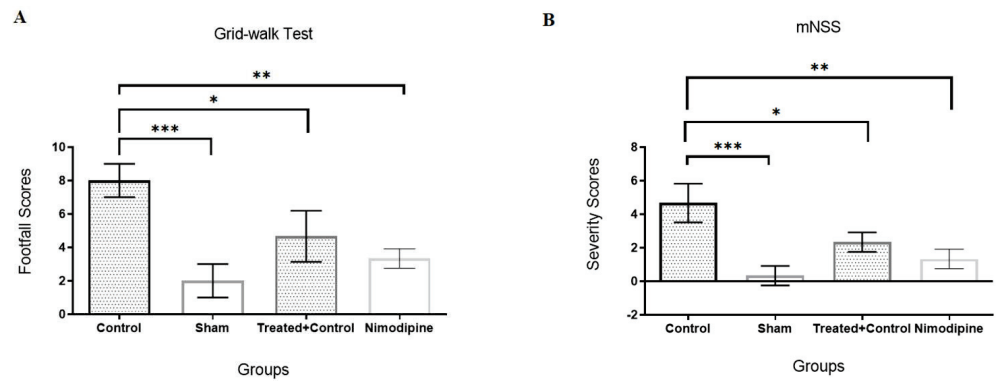 A
Grid-walk Test
**
*
***
10
8
6
4
2
0
Footfall Scores
Control Sham Treated+Control Nimodipine
Groups
B
mNSS
**
*
***
8
6
4
2
0
-2
Severity Scores
Control Sham Treated+Control Nimodipine
Groups